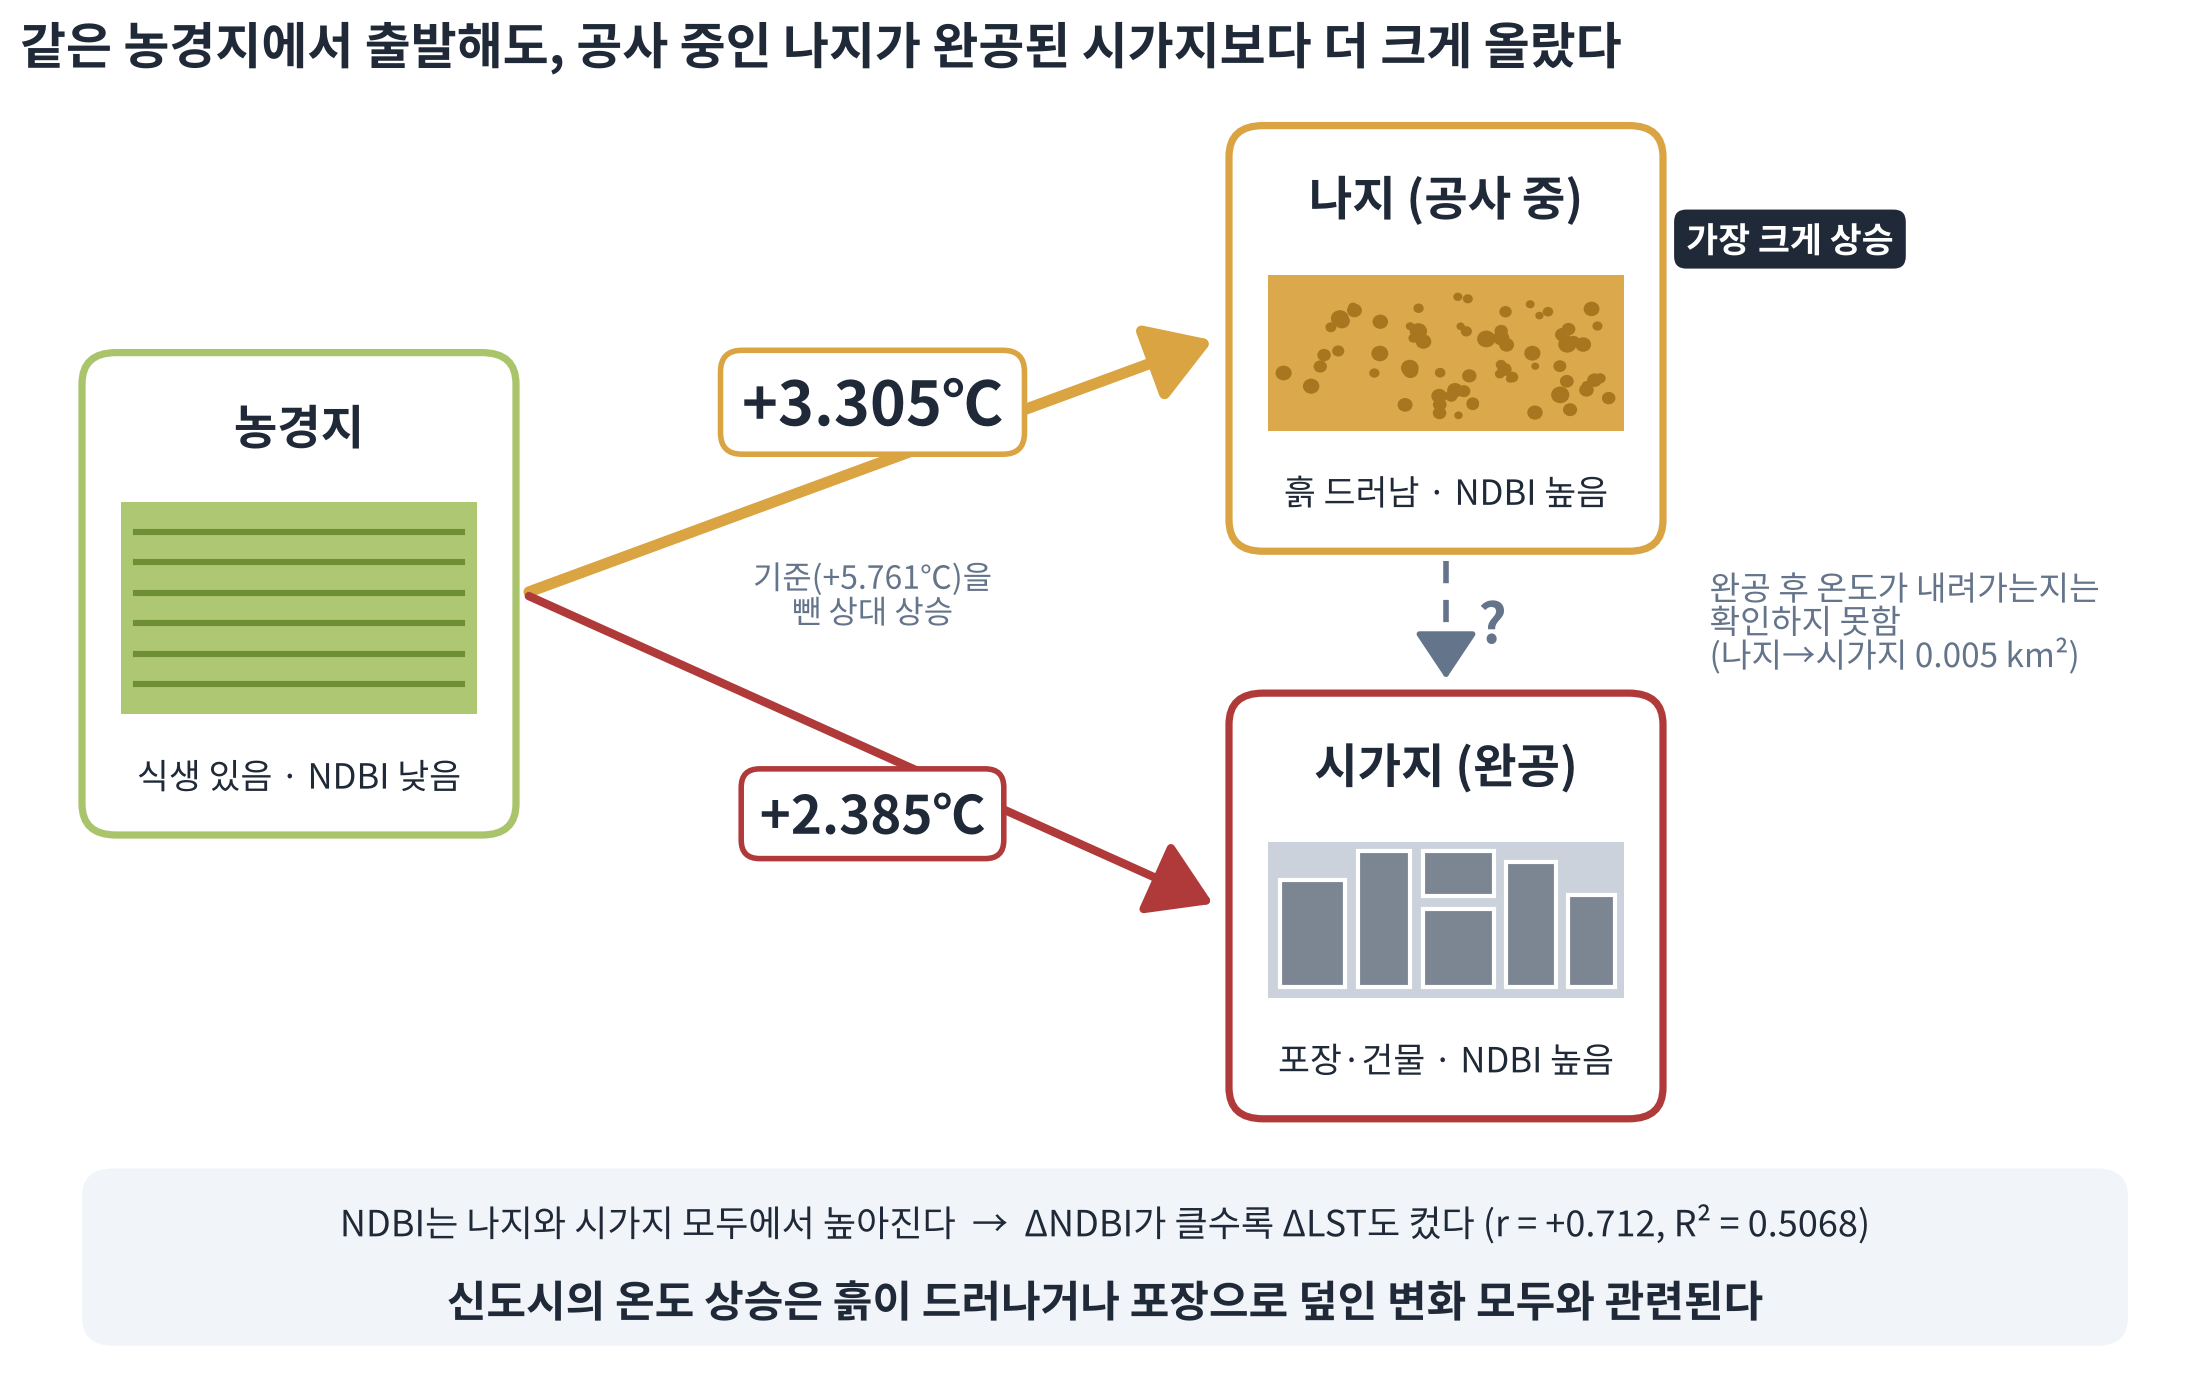 같은 농경지에서 출발해도, 공사 중인 나지가 완공된 시가지보다 더 크게 올랐다
나지 (공사 중)
가장 크게 상승
흙 드러남 · NDBI 높음
농경지
식생 있음 · NDBI 낮음
+3.305°C
기준(+5.761°C)을
뺀 상대 상승
+2.385°C
?
완공 후 온도가 내려가는지는
확인하지 못함
(나지→시가지 0.005 km²)
시가지 (완공)
포장·건물 · NDBI 높음
NDBI는 나지와 시가지 모두에서 높아진다 → ΔNDBI가 클수록 ΔLST도 컸다 (r = +0.712, R² = 0.5068)
신도시의 온도 상승은 흙이 드러나거나 포장으로 덮인 변화 모두와 관련된다